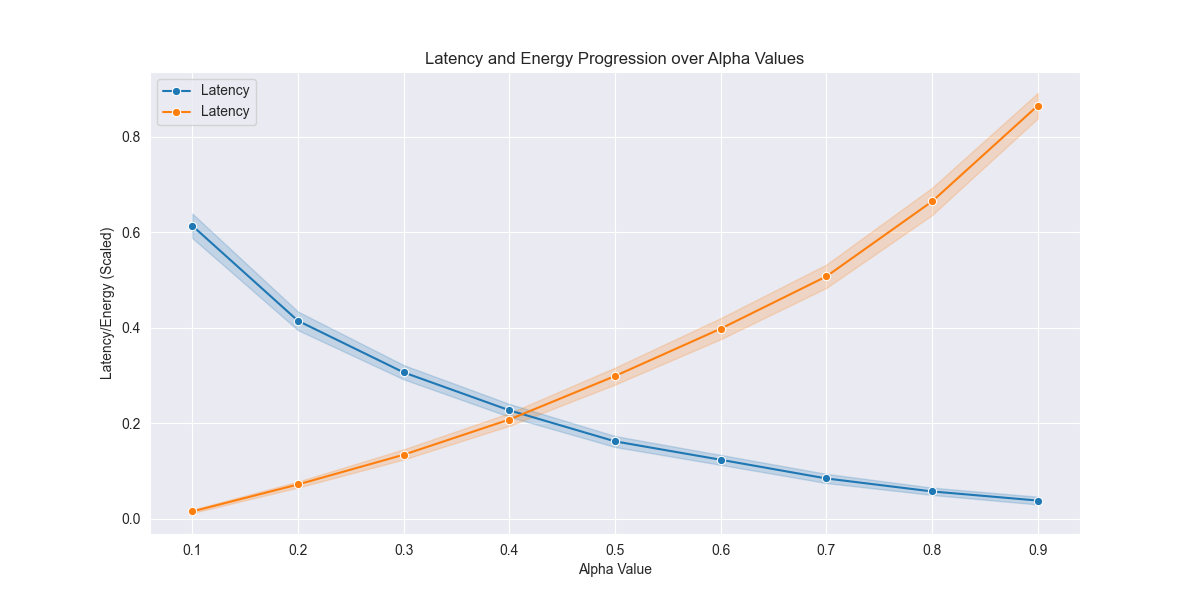 Latency and Energy Progression over Alpha Values
Latency
Latency
Latency/Energy (Scaled)
0.8
0.6
0.4
0.2
0.0
0.1 0.2 0.3 0.4 0.5 0.6 0.7 0.8 0.9
Alpha Value